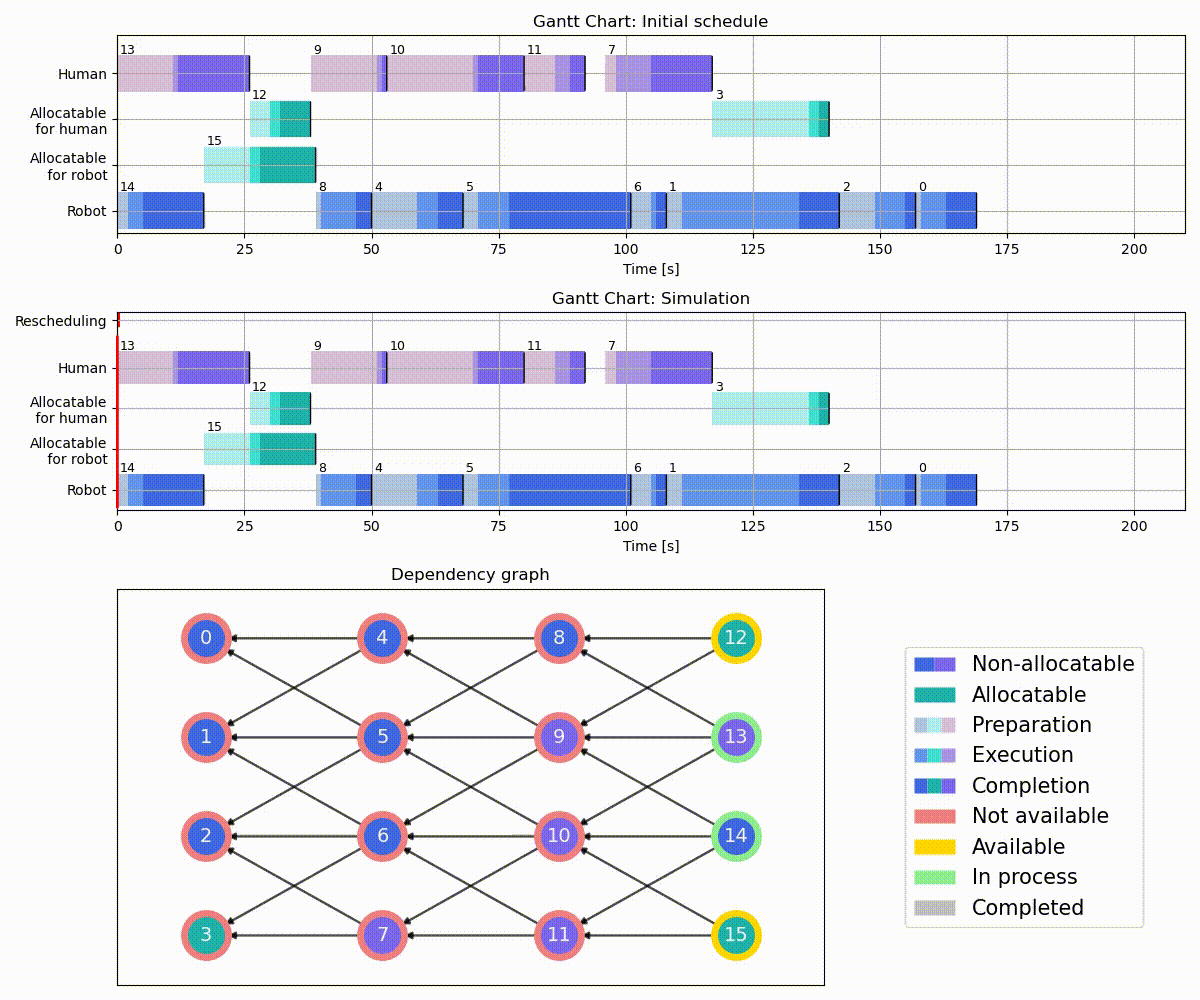 Gantt Chart: Initial schedule
13 9 10 11 7
Human
12 3
Allocatable
for human
15
Allocatable
for robot
14 8 4 5 6 1 2 0
Robot
0 25 50 75 100 125 150 175 200
Time [s]
Gantt Chart: Simulation
Rescheduling
13 9 10 11 7
Human
12 3
Allocatable
for human
15
Allocatable
for robot
14 8 4 5 6 1 2 0
Robot
0 25 50 75 100 125 150 175 200
Time [s]
Dependency graph
0 4 8 12
1 5 9 13
2 6 10 14
3 7 11 15
Non-allocatable
Allocatable
Preparation
Execution
Completion
Not available
Available
In process
Completed